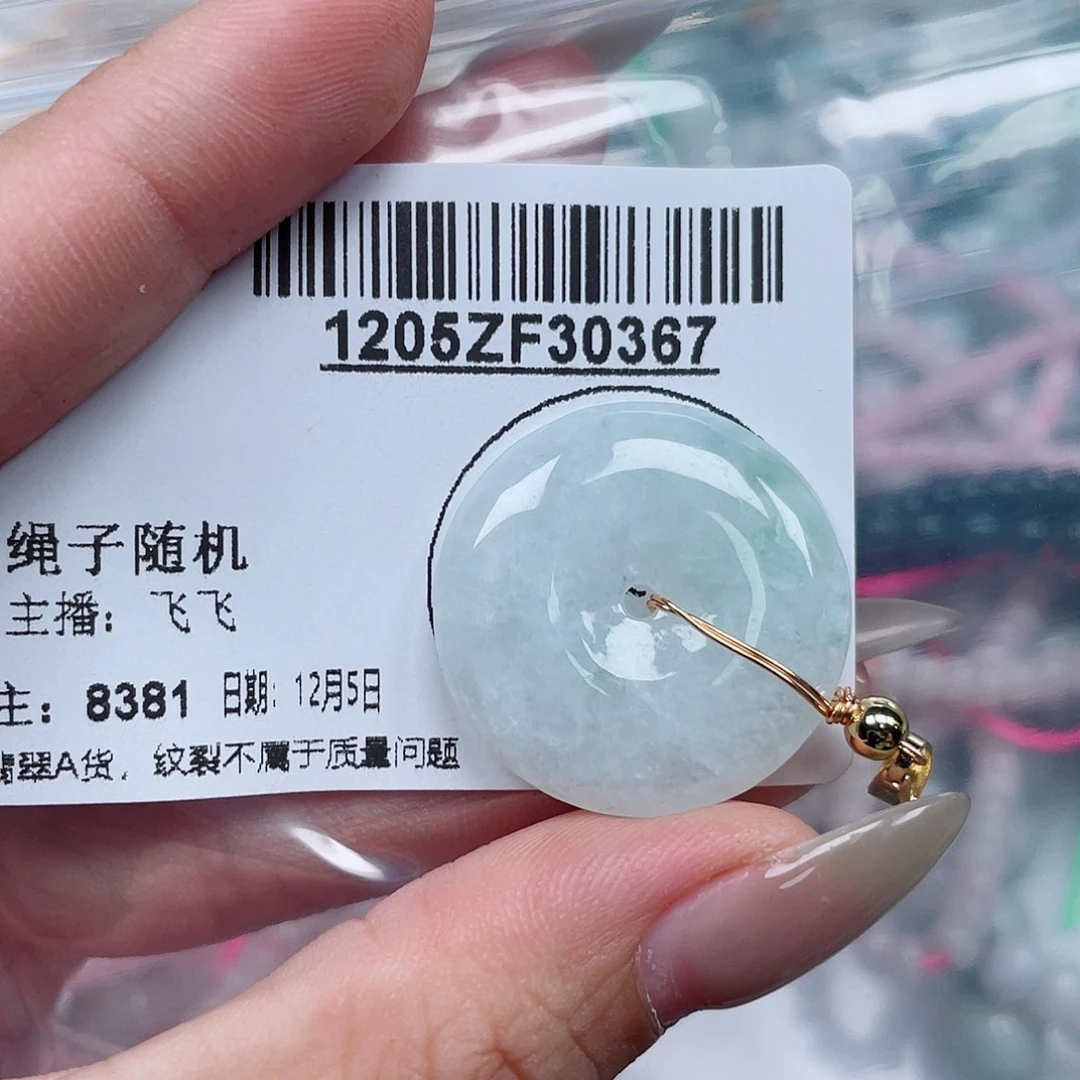 1205ZF30367
绳子随机
主播: 飞飞
主: 8381 日期: 12月5日
翡翠A货, 纹裂不属于质量问题